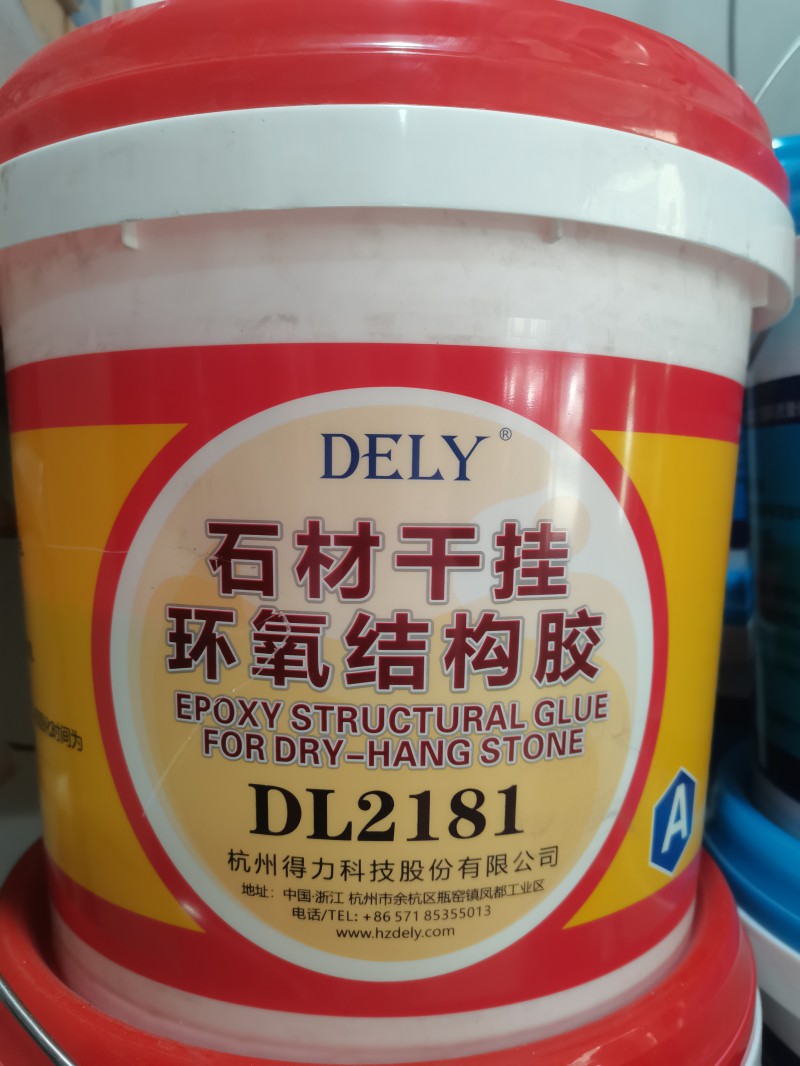 DELY®
石材干挂
环氧结构胶
EPOXY STRUCTURAL GLUE
FOR DRY-HANG STONE
DL2181
杭州得力科技股份有限公司
地址：中国·浙江 杭州市余杭区瓶窑镇凤都工业区
电话/TEL: +86 571 85355013
www.hzdely.com
A
时间为